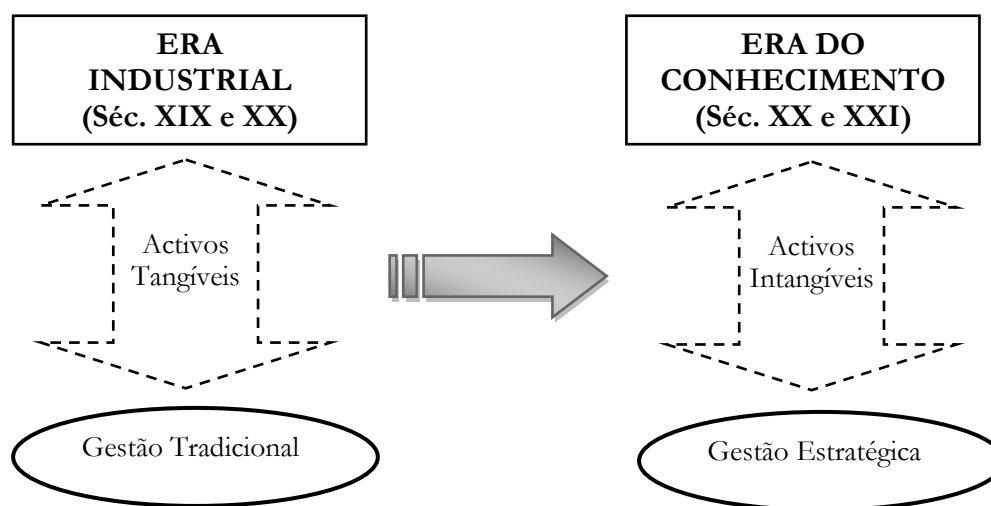 ERA
INDUSTRIAL
(Séc. XIX e XX)
Activos
Tangíveis
Gestão Tradicional
ERA DO
CONHECIMENTO
(Séc. XX e XXI)
Activos
Intangíveis
Gestão Estratégica